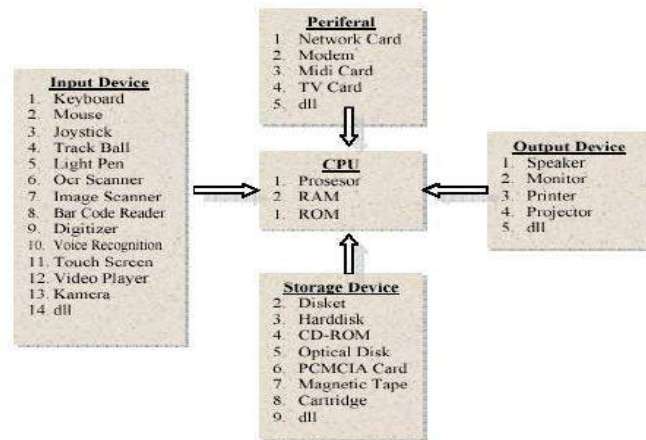 Periferal
1 Network Card
2 Modem
3 Midi Card
4 TV Card
5. dll
Input Device
1. Keyboard
2. Mouse
3. Joystick
4. Track Ball
5 Light Pen
6 Ocr Scanner
7 Image Scanner
8 Bar Code Reader
9. Digitizer
10. Voice Recognition
11. Touch Screen
12. Video Player
13. Kamera
14 dll
CPU
1. Prosesor
2 RAM
1. ROM
Output Device
1. Speaker
2. Monitor
3. Printer
4. Projector
5. dll
Storage Device
2. Disket
3. Harddisk
4. CD-ROM
5 Optical Disk
6 PCMCIA Card
7 Magnetic Tape
8 Cartridge
9. dll